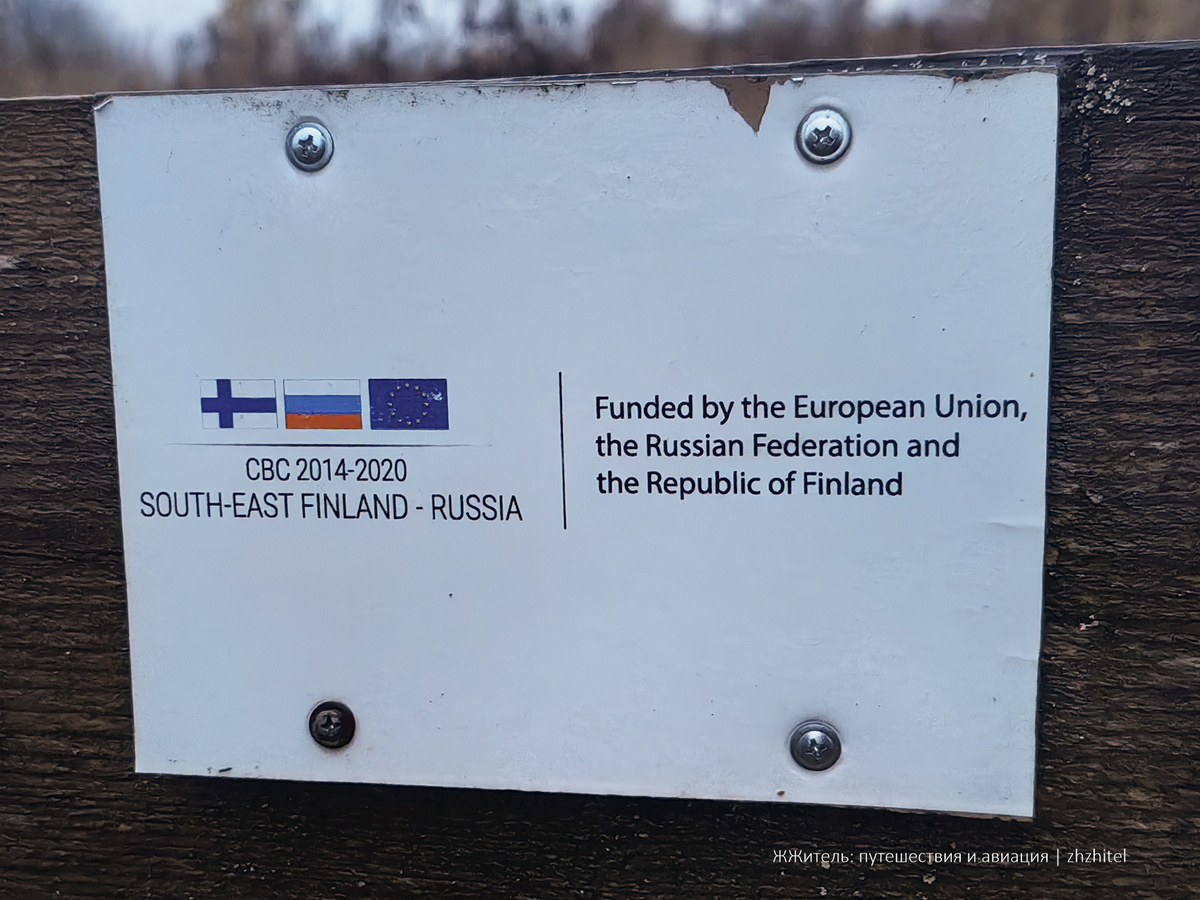 CBC 2014-2020
SOUTH-EAST FINLAND - RUSSIA
Funded by the European Union,
the Russian Federation and
the Republic of Finland
ЖЖитель: путешествия и авиация | zhzhitel